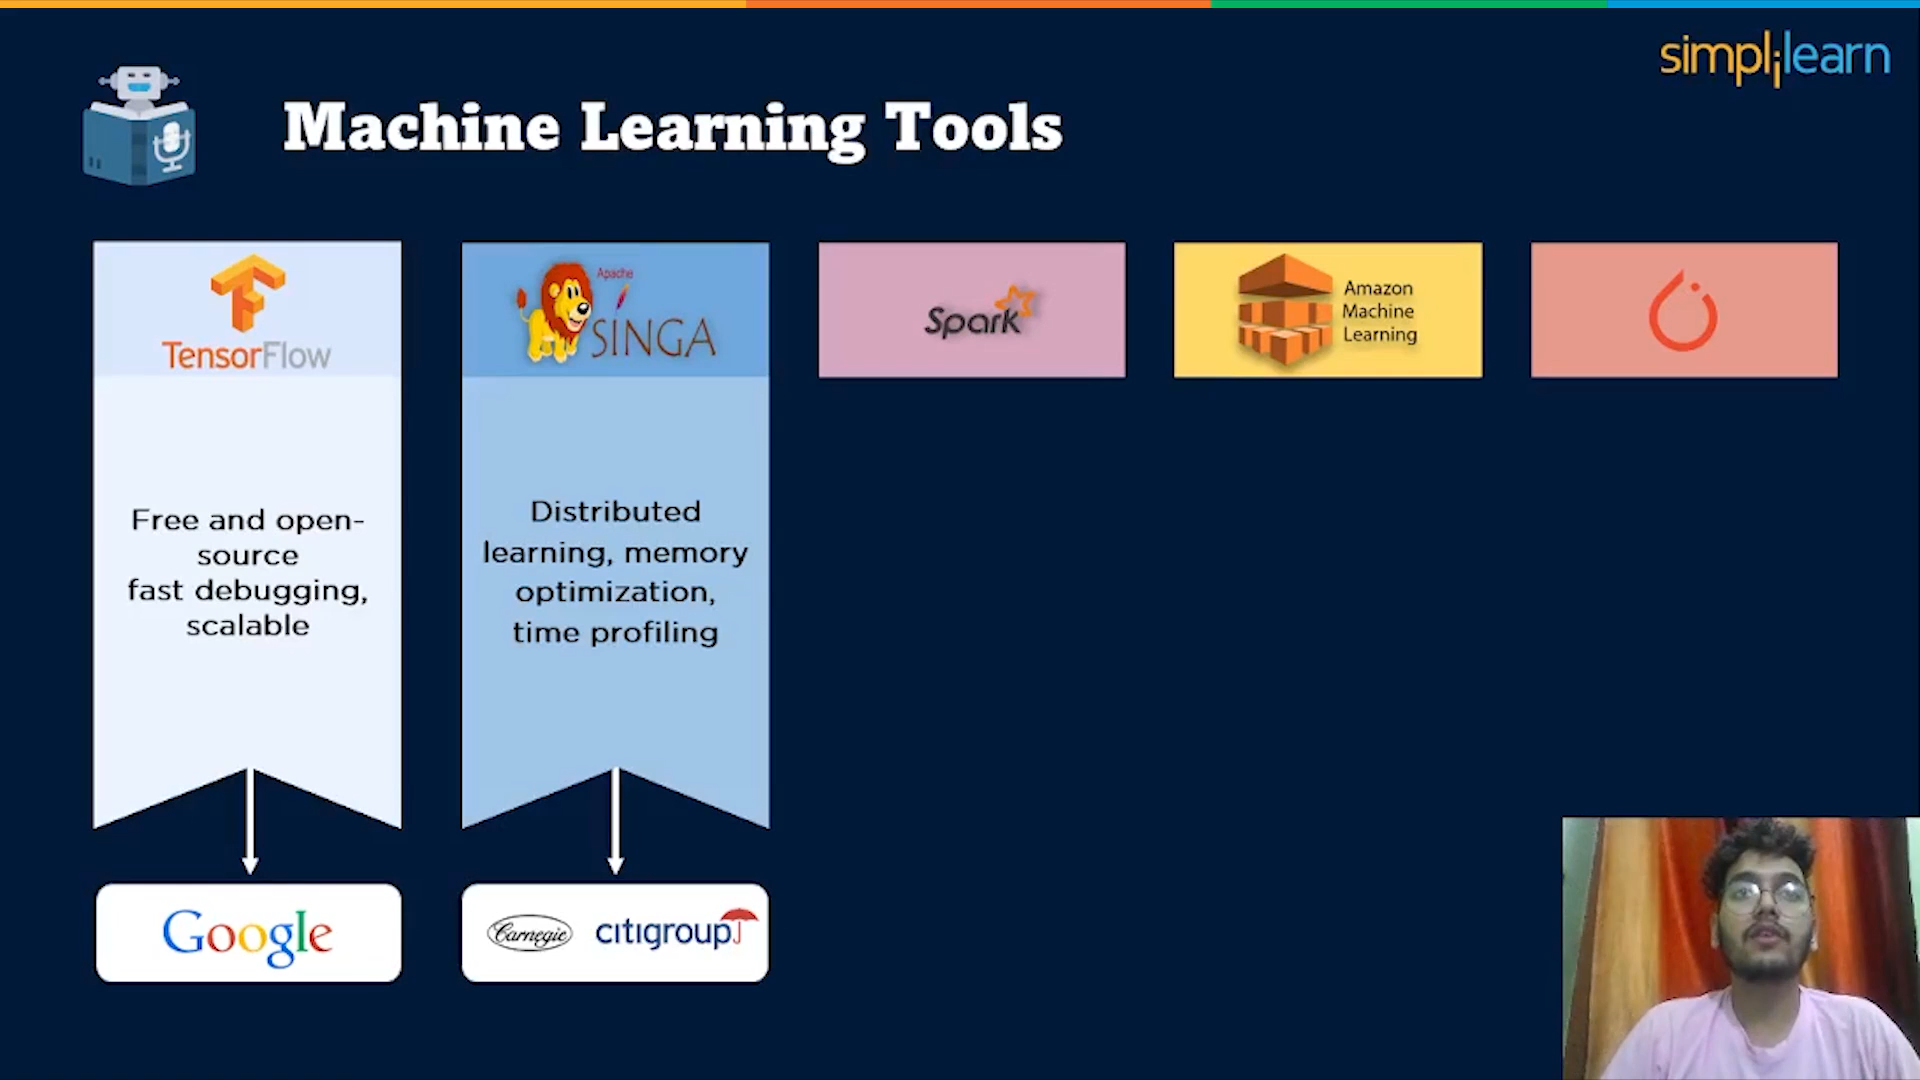 simplilearn
Machine Learning Tools
TensorFlow
Free and open-
source
fast debugging,
scalable
Google
Apache
SINGA
Distributed
learning, memory
optimization,
time profiling
Carnegie
citigroup
Spark
Amazon
Machine
Learning